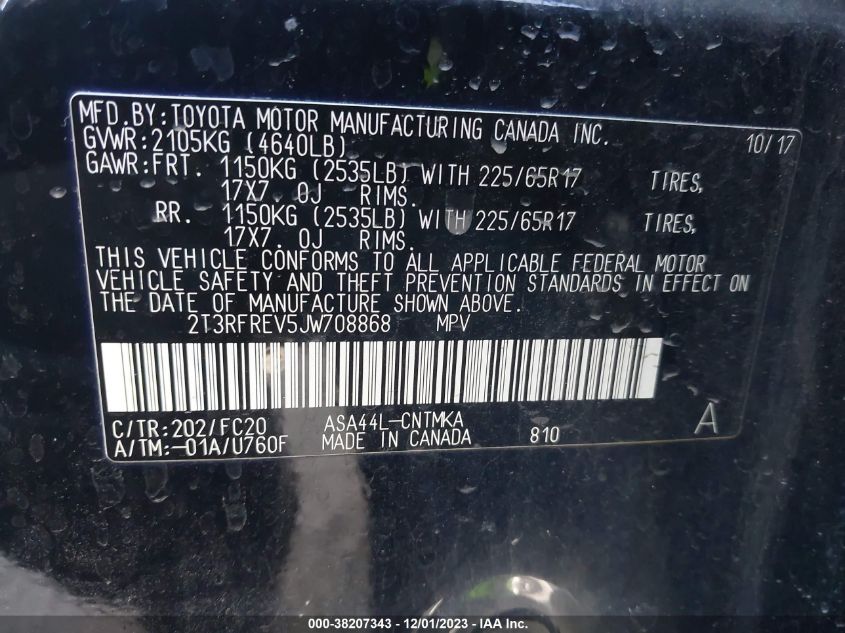 MFD.BY:TOYOTA MOTOR MANUFACTURING CANADA INC. 10/17
GVWR:2105KG (4640LB)
GAWR:FRT. 1150KG (2535LB) WITH 225/65R17 TIRES,
17X7. 0J RIMS.
RR. 1150KG (2535LB) WITH 225/65R17 TIRES,
17X7. 0J RIMS.
THIS VEHICLE CONFORMS TO ALL APPLICABLE FEDERAL MOTOR
VEHICLE SAFETY AND THEFT PREVENTION STANDARDS IN EFFECT ON
THE DATE OF MANUFACTURE SHOWN ABOVE.
2T3RFREV5JW708868 MPV
C/TR:202/FC20 ASA44L-CNTMKA A
A/TM:-01A/U760F MADE IN CANADA 810
000-38207343 - 12/01/2023 - IAA Inc.